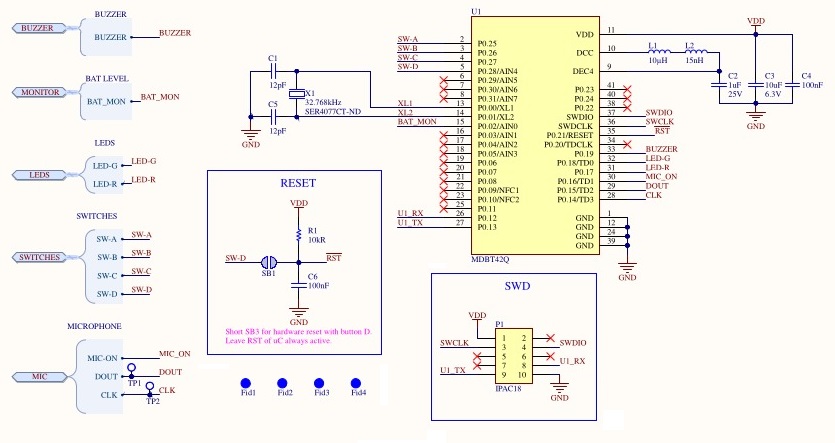 BUZZER
BUZZER
BUZZER
BUZZER
BAT LEVEL
MONITOR
BAT_MON
BAT_MON
LEDS
LEDS
LED-G
LED-G
LED-R
LED-R
SWITCHES
SWITCHES
SW-A
SW-A
SW-B
SW-B
SW-C
SW-C
SW-D
SW-D
MICROPHONE
MIC
MIC-ON
MIC_ON
DOUT
DOUT
TP1
CLK
CLK
TP2
C1
12pF
X1
32.768kHz
SER4077CT-ND
C5
12pF
GND
RESET
VDD
R1
10kR
SW-D
SB1
RST
C6
100nF
GND
Short SB3 for hardware reset with button D.
Leave RST of uC always active.
Fid1
Fid2
Fid3
Fid4
U1
SW-A 2 P0.25
SW-B 3 P0.26
SW-C 4 P0.27
SW-D 5 P0.28/AIN4
6 P0.29/AIN5
7 P0.30/AIN6
8 P0.31/AIN7
XL1 13 P0.00/XL1
XL2 14 P0.01/XL2
BAT_MON 15 P0.02/AIN0
16 P0.03/AIN1
17 P0.04/AIN2
18 P0.05/AIN3
19 P0.06
20 P0.07
21 P0.08
22 P0.09/NFC1
23 P0.10/NFC2
25 P0.11
U1_RX 26 P0.12
U1_TX 27 P0.13
VDD 11
DCC 10
DEC4 9
P0.23 41
P0.24 40
P0.22 38
SWDIO 37 SWDIO
SWDCLK 36 SWCLK
P0.21/RESET 35 RST
P0.20/TDCLK 34
P0.19 33 BUZZER
P0.18/TD0 32 LED-G
P0.17 31 LED-R
P0.16/TD1 30 MIC_ON
P0.15/TD2 29 DOUT
P0.14/TD3 28 CLK
GND 1
GND 12
GND 24
GND 39
MDBT42Q
GND
L1
10µH
L2
15nH
VDD
C2
1uF
25V
C3
10uF
6.3V
C4
100nF
GND
SWD
VDD
P1
1 2
SWCLK 3 4 SWDIO
5 6
7 8 U1_RX
U1_TX 9 10
IPAC18
GND